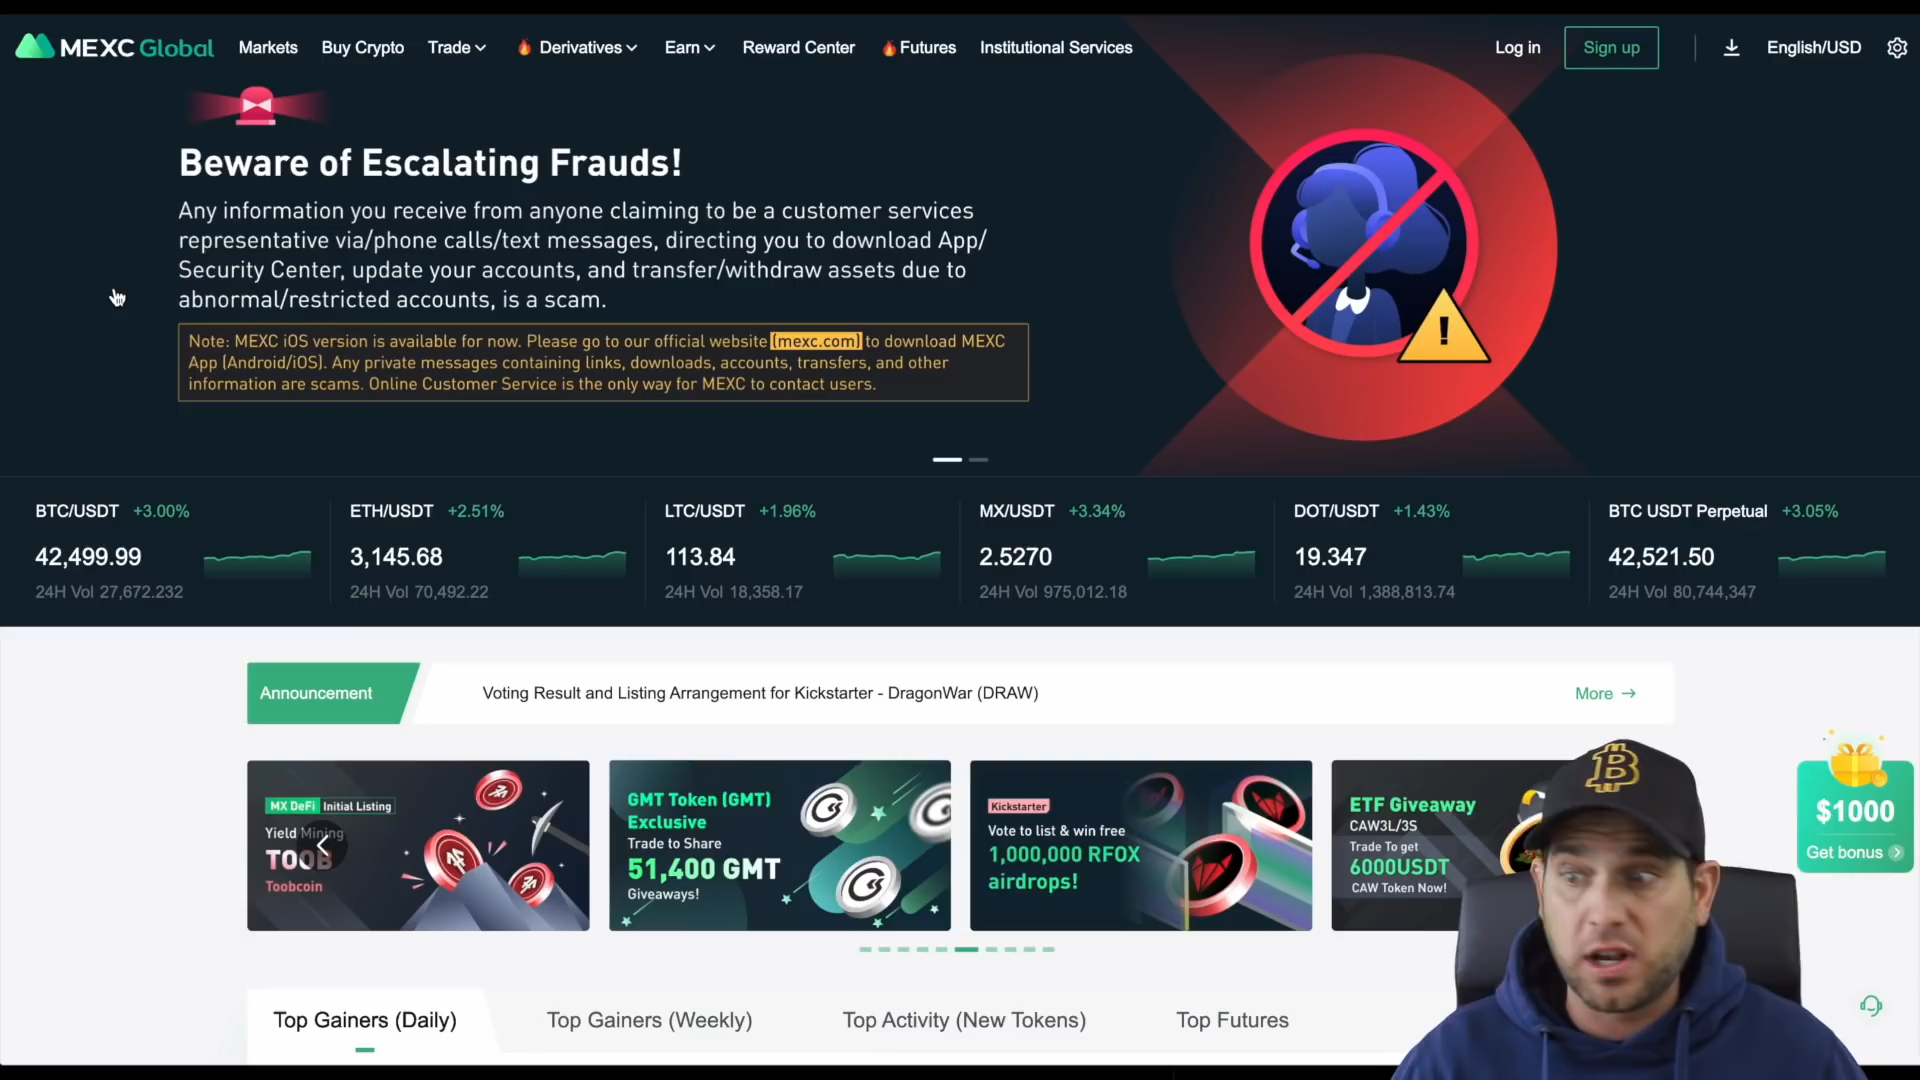 MEXC Global Markets Buy Crypto Trade Derivatives Earn Reward Center Futures Institutional Services Log in Sign up English/USD
Beware of Escalating Frauds!
Any information you receive from anyone claiming to be a customer services
representative via/phone calls/text messages, directing you to download App/
Security Center, update your accounts, and transfer/withdraw assets due to
abnormal/restricted accounts, is a scam.
Note: MEXC iOS version is available for now. Please go to our official website (mexc.com) to download MEXC
App (Android/iOS). Any private messages containing links, downloads, accounts, transfers, and other
information are scams. Online Customer Service is the only way for MEXC to contact users.
!
BTC/USDT +3.00%
42,499.99
24H Vol 27,672.232
ETH/USDT +2.51%
3,145.68
24H Vol 70,492.22
LTC/USDT +1.96%
113.84
24H Vol 18,358.17
MX/USDT +3.34%
2.5270
24H Vol 975,012.18
DOT/USDT +1.43%
19.347
24H Vol 1,388,813.74
BTC USDT Perpetual +3.05%
42,521.50
24H Vol 80,744,347
Announcement
Voting Result and Listing Arrangement for Kickstarter - DragonWar (DRAW)
More
MX DeFi Initial Listing
Yield Mining
TOOB
Toobcoin
GMT Token (GMT)
Exclusive
Trade to Share
51,400 GMT
Giveaways!
Kickstarter
Vote to list & win free
1,000,000 RFOX
airdrops!
ETF Giveaway
CAW3L/3S
Trade To get
6000USDT
CAW Token Now!
$1000
Get bonus
Top Gainers (Daily)
Top Gainers (Weekly)
Top Activity (New Tokens)
Top Futures